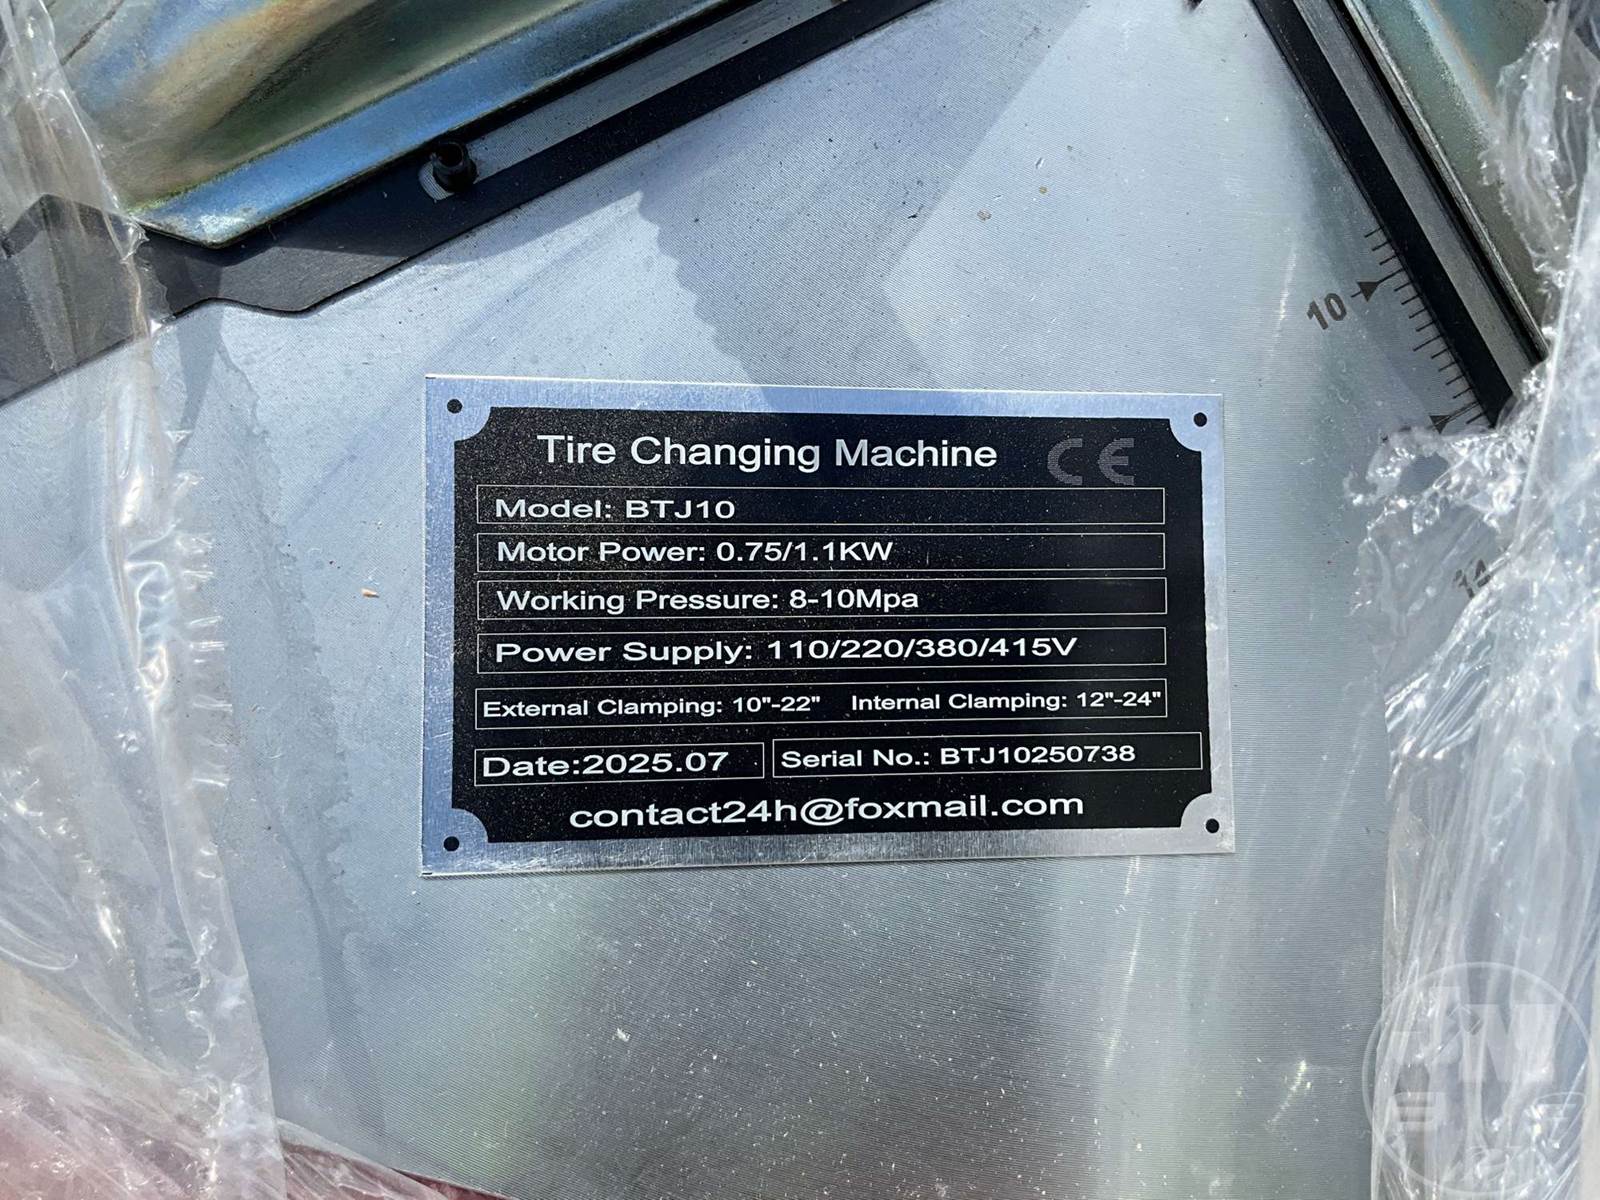 10
Tire Changing Machine CE
Model: BTJ10
Motor Power: 0.75/1.1KW
Working Pressure: 8-10Mpa
Power Supply: 110/220/380/415V
External Clamping: 10"-22" Internal Clamping: 12"-24"
Date:2025.07 Serial No.: BTJ10250738
contact24h@foxmail.com